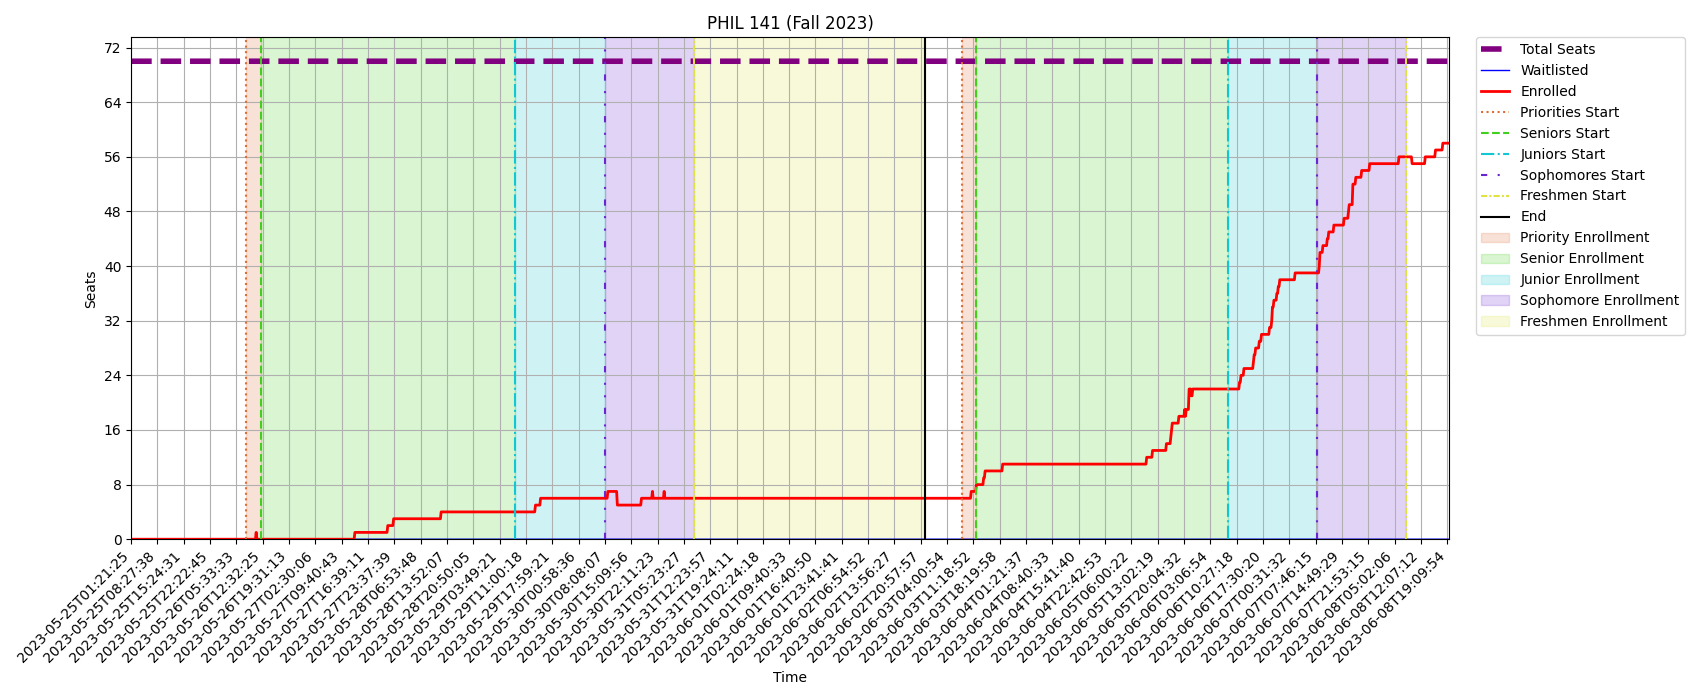 PHIL 141 (Fall 2023)
72
64
56
48
40
32
24
16
8
0
Seats
2023-05-25T01:21:25
2023-05-25T08:27:38
2023-05-25T15:24:31
2023-05-25T22:22:45
2023-05-26T05:33:33
2023-05-26T12:32:25
2023-05-26T19:31:13
2023-05-27T02:30:06
2023-05-27T09:40:43
2023-05-27T16:39:11
2023-05-27T23:37:39
2023-05-28T06:53:48
2023-05-28T13:52:07
2023-05-28T20:50:05
2023-05-29T03:49:21
2023-05-29T11:00:18
2023-05-29T17:59:21
2023-05-30T00:58:36
2023-05-30T08:08:07
2023-05-30T15:09:56
2023-05-30T22:11:23
2023-05-31T05:23:27
2023-05-31T12:23:57
2023-05-31T19:24:11
2023-06-01T02:24:18
2023-06-01T09:40:33
2023-06-01T16:40:50
2023-06-01T23:41:41
2023-06-02T06:54:52
2023-06-02T13:56:27
2023-06-02T20:57:57
2023-06-03T04:00:54
2023-06-03T11:18:52
2023-06-03T18:19:58
2023-06-04T01:21:37
2023-06-04T08:40:33
2023-06-04T15:41:40
2023-06-04T22:42:53
2023-06-05T06:00:22
2023-06-05T13:02:19
2023-06-05T20:04:32
2023-06-06T03:06:54
2023-06-06T10:27:18
2023-06-06T17:30:20
2023-06-07T00:31:32
2023-06-07T07:46:15
2023-06-07T14:49:29
2023-06-07T21:53:15
2023-06-08T05:02:06
2023-06-08T12:07:12
2023-06-08T19:09:54
Time
Total Seats
Waitlisted
Enrolled
Priorities Start
Seniors Start
Juniors Start
Sophomores Start
Freshmen Start
End
Priority Enrollment
Senior Enrollment
Junior Enrollment
Sophomore Enrollment
Freshmen Enrollment